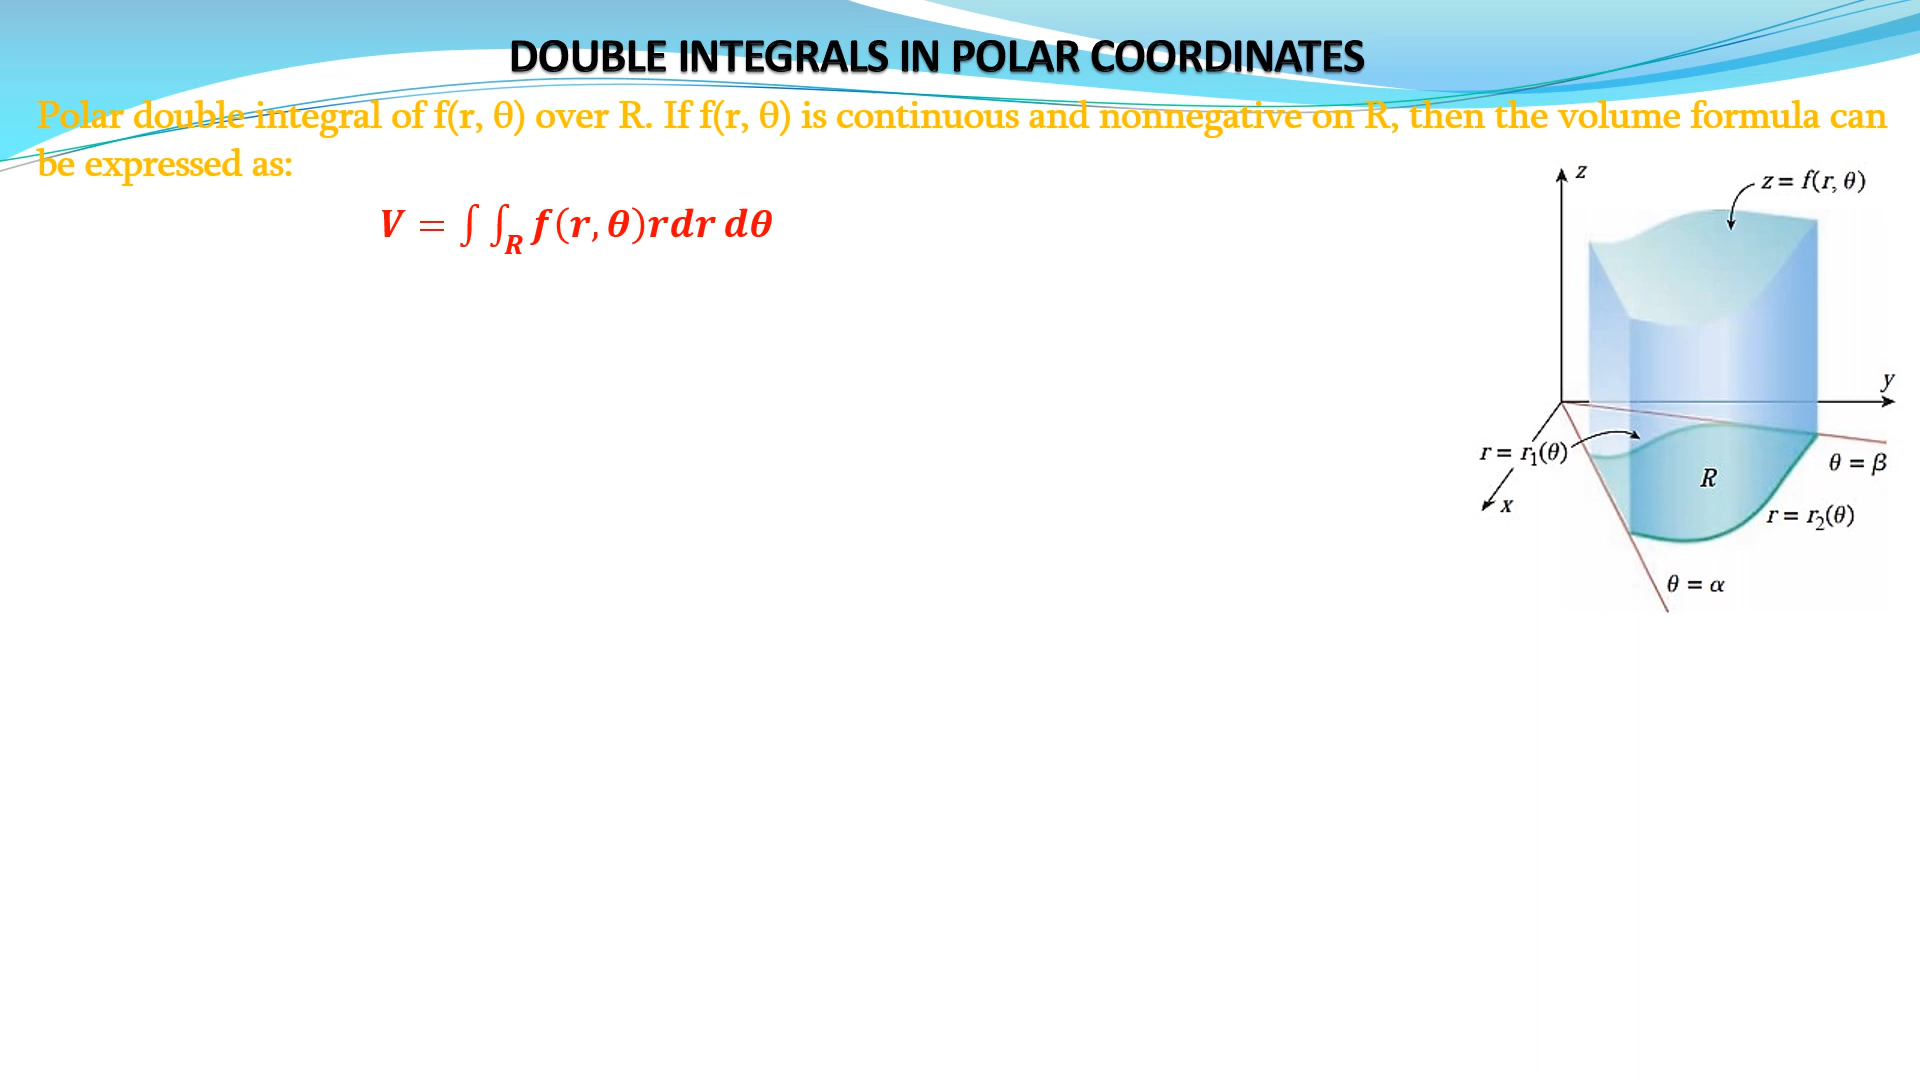 DOUBLE INTEGRALS IN POLAR COORDINATES
Polar double integral of f(r, θ) over R. If f(r, θ) is continuous and nonnegative on R, then the volume formula can
be expressed as:
V = ∫ ∫_R f(r, θ)rdr dθ
z
z = f(r, θ)
y
r = r₁(θ)
θ = β
R
x
r = r₂(θ)
θ = α